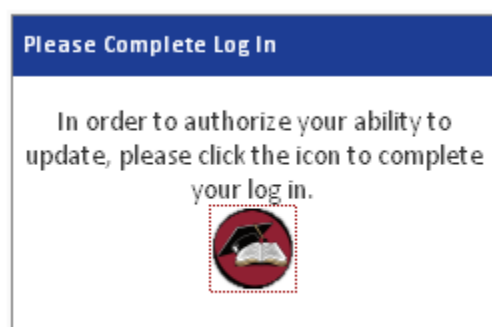 Please Complete Log In
In order to authorize your ability to
update, please click the icon to complete
your log in.